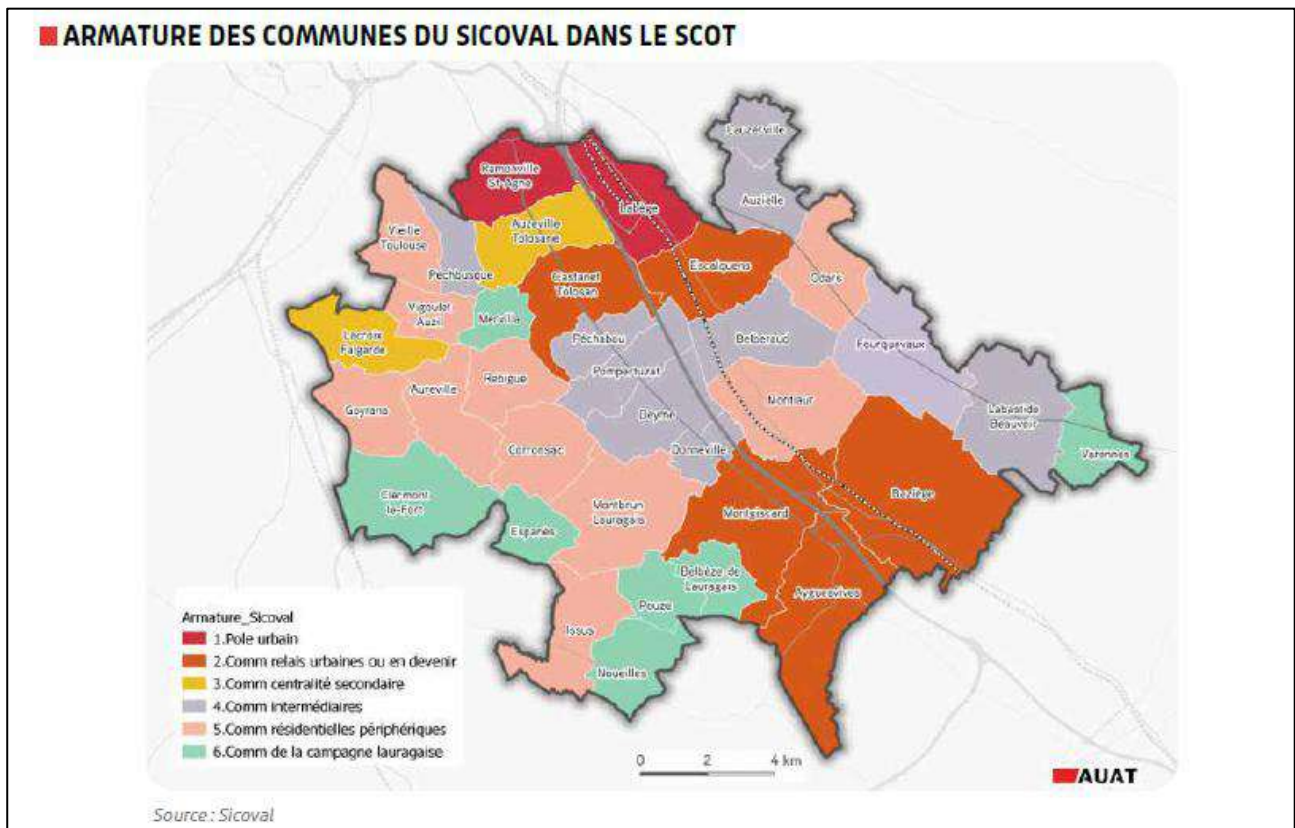 ARMATURE DES COMMUNES DU SICOVAL DANS LE SCOT
Lauzerville
Ramonville
St-Agne
Labège
Auzielle
Vieille
Toulouse
Auzeville
Tolosane
Pechbusque
Escalquens
Odars
Castanet
Tolosan
Vigoulet
Auzil
Mervilla
Lacroix
Falgarde
Péchabou
Belberaud
Fourquevaux
Pompertuzat
Rebigue
Aureville
Goyrans
Deyme
Montlaur
Labastide
Beauvoir
Corronsac
Donneville
Varennes
Clermont
le-Fort
Montbrun
Lauragais
Montgiscard
Baziège
Espanès
Belbèze de
Lauragais
Ayguesvives
Pouze
Issus
Noueilles
Armature_Sicoval
1.Pole urbain
2.Comm relais urbaines ou en devenir
3.Comm centralité secondaire
4.Comm intermédiaires
5.Comm résidentielles périphériques
6.Comm de la campagne lauragaise
0 2 4 km
AUAT
Source : Sicoval